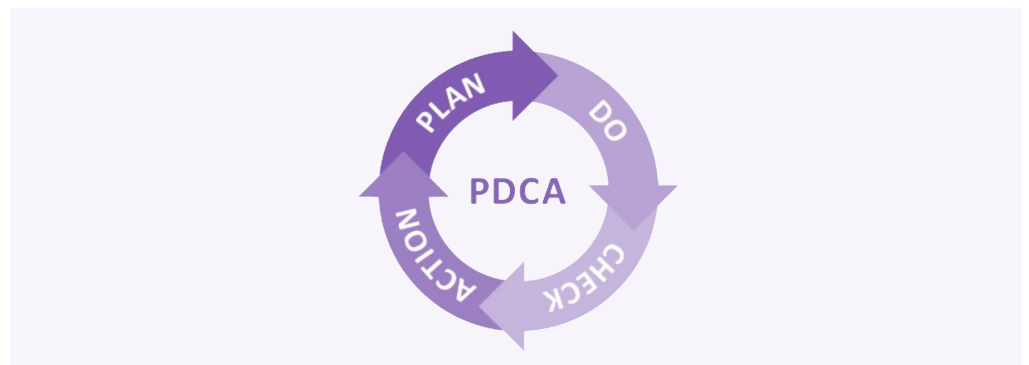 PLAN
DO
PDCA
CHECK
ACTION